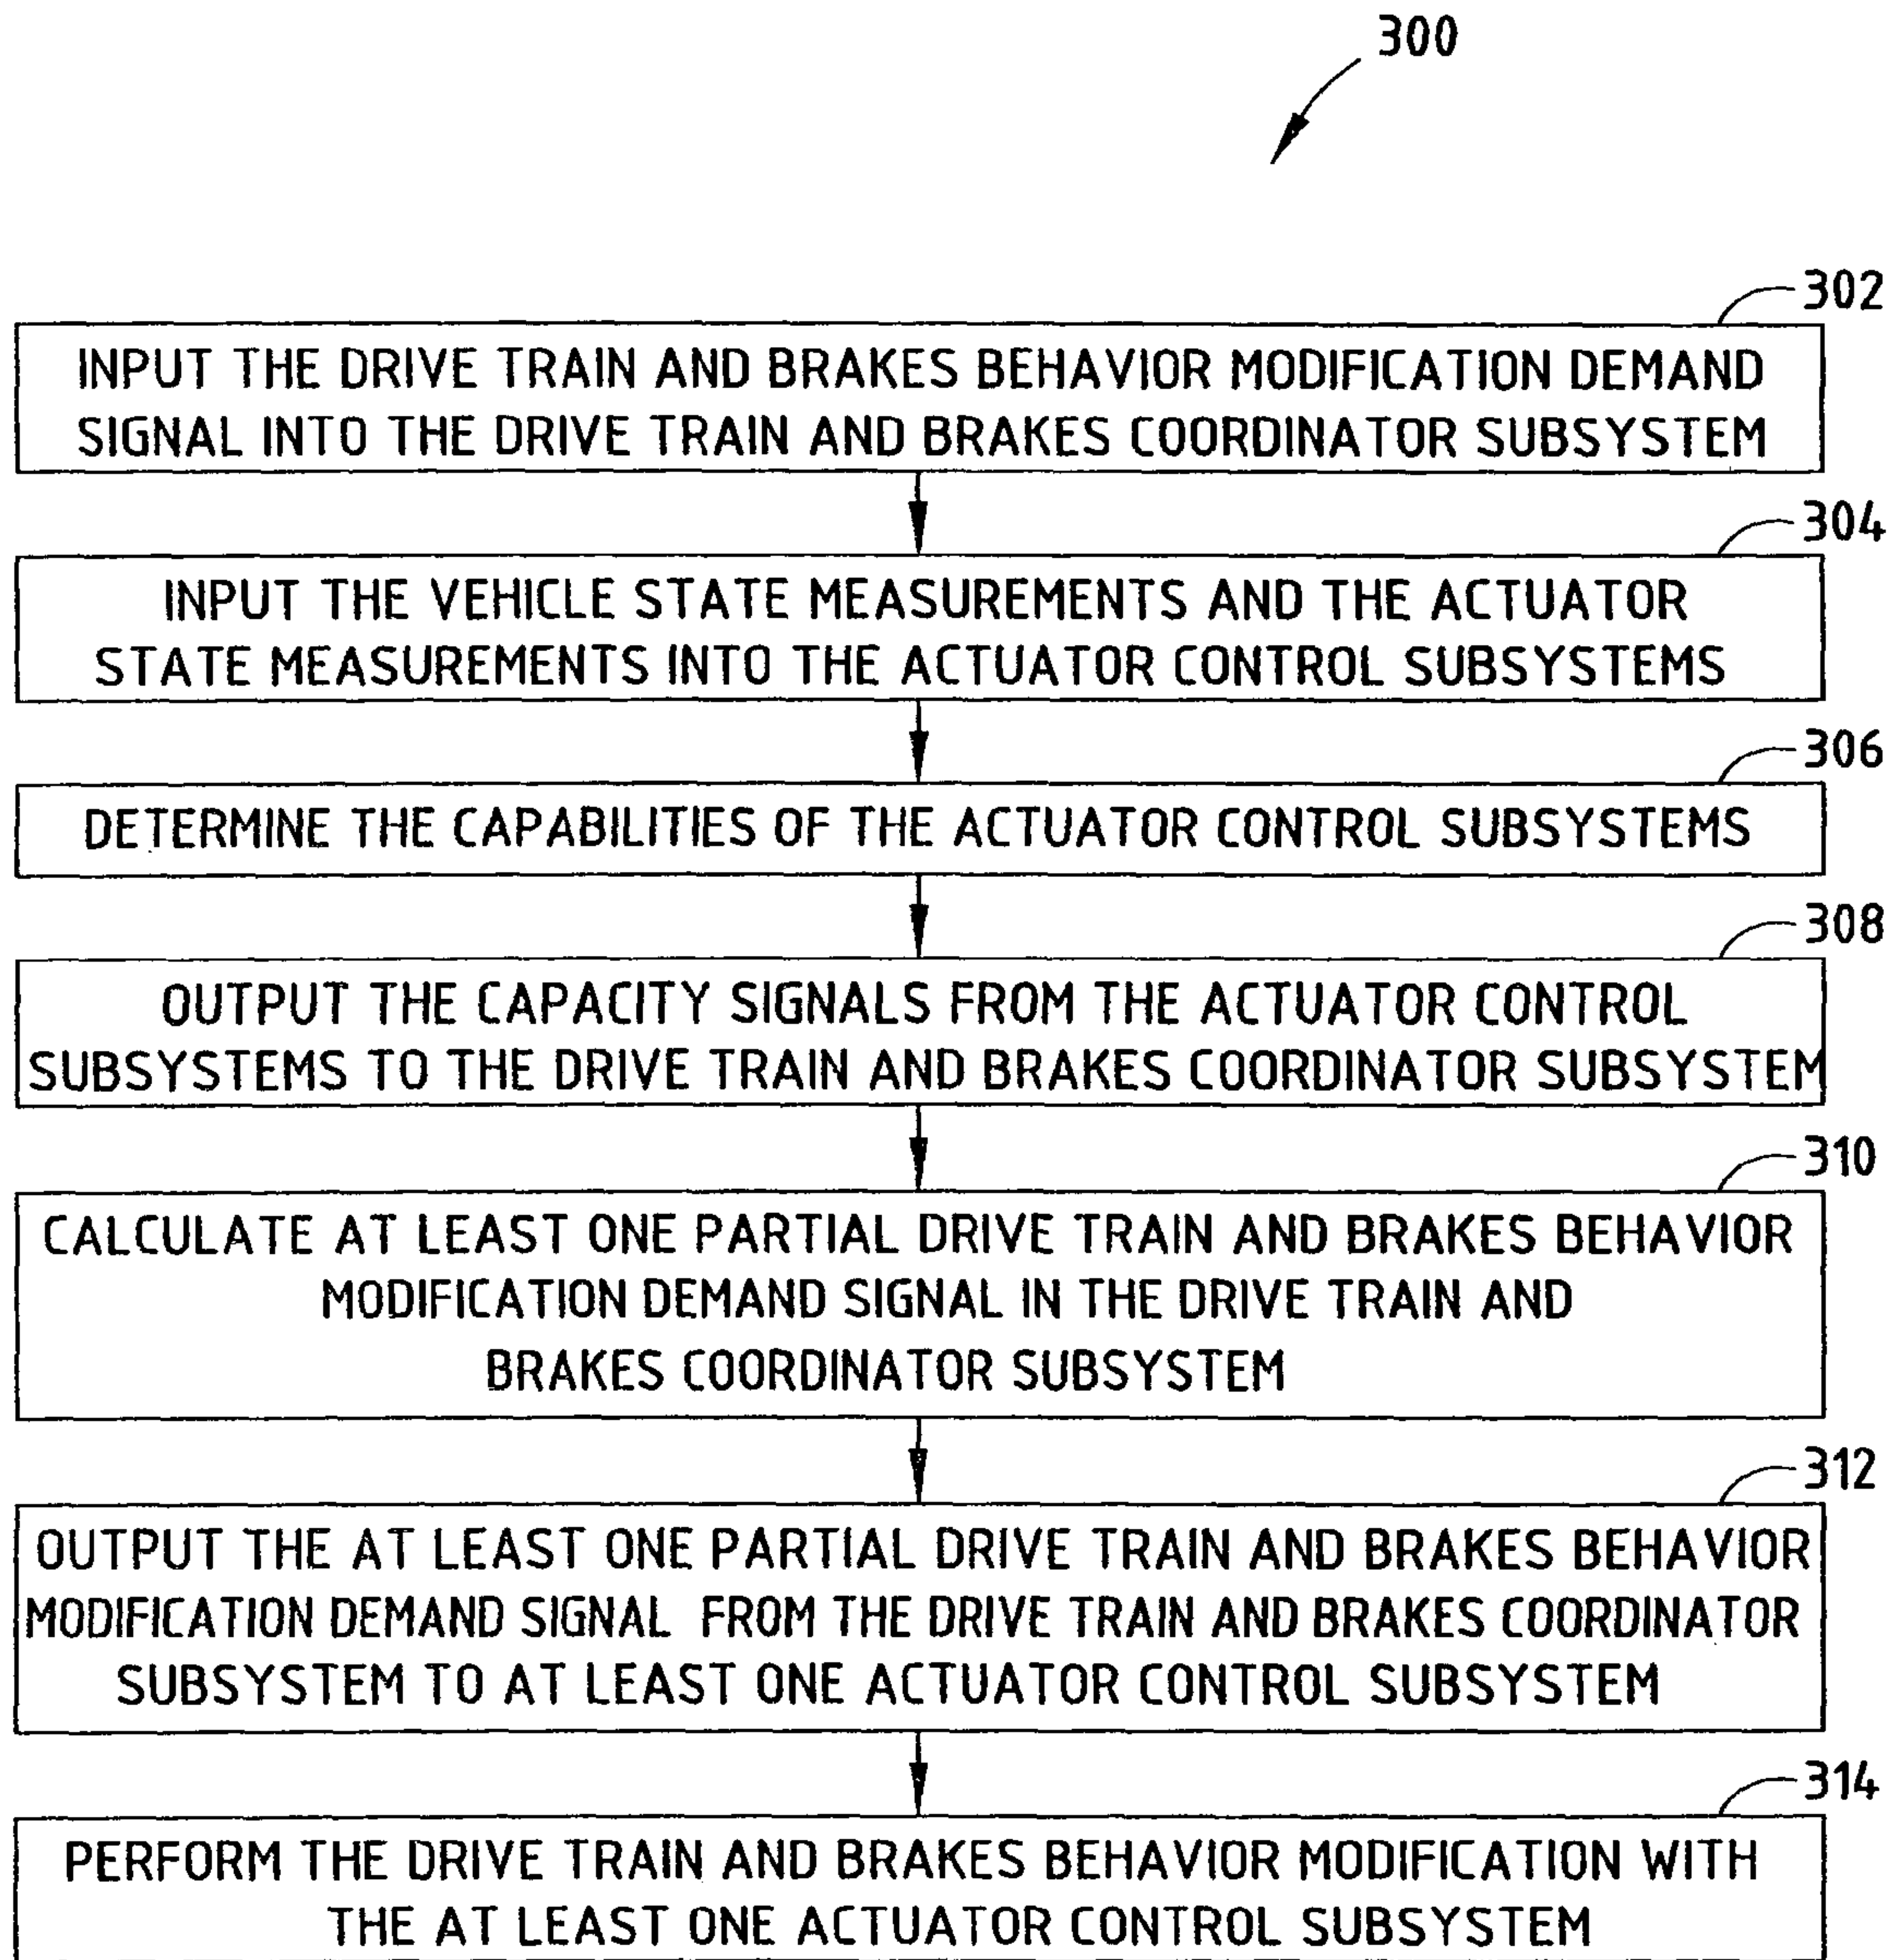 300
302
INPUT THE DRIVE TRAIN AND BRAKES BEHAVIOR MODIFICATION DEMAND
SIGNAL INTO THE DRIVE TRAIN AND BRAKES COORDINATOR SUBSYSTEM
304
INPUT THE VEHICLE STATE MEASUREMENTS AND THE ACTUATOR
STATE MEASUREMENTS INTO THE ACTUATOR CONTROL SUBSYSTEMS
306
DETERMINE THE CAPABILITIES OF THE ACTUATOR CONTROL SUBSYSTEMS
308
OUTPUT THE CAPACITY SIGNALS FROM THE ACTUATOR CONTROL
SUBSYSTEMS TO THE DRIVE TRAIN AND BRAKES COORDINATOR SUBSYSTEM
310
CALCULATE AT LEAST ONE PARTIAL DRIVE TRAIN AND BRAKES BEHAVIOR
MODIFICATION DEMAND SIGNAL IN THE DRIVE TRAIN AND
BRAKES COORDINATOR SUBSYSTEM
312
OUTPUT THE AT LEAST ONE PARTIAL DRIVE TRAIN AND BRAKES BEHAVIOR
MODIFICATION DEMAND SIGNAL FROM THE DRIVE TRAIN AND BRAKES COORDINATOR
SUBSYSTEM TO AT LEAST ONE ACTUATOR CONTROL SUBSYSTEM
314
PERFORM THE DRIVE TRAIN AND BRAKES BEHAVIOR MODIFICATION WITH
THE AT LEAST ONE ACTUATOR CONTROL SUBSYSTEM